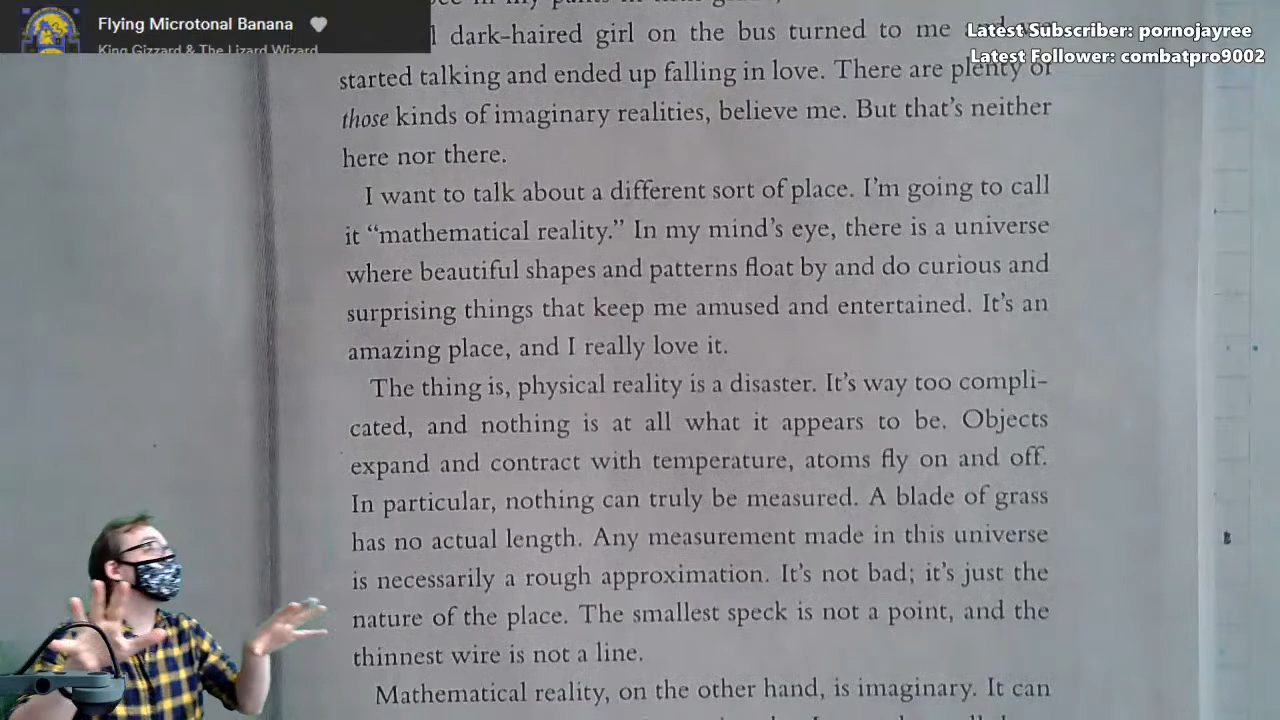 Flying Microtonal Banana
King Gizzard & The Lizard Wizard
Latest Subscriber: pornojayree
Latest Follower: combatpro9002
dark-haired girl on the bus turned to me
started talking and ended up falling in love. There are plenty of
those kinds of imaginary realities, believe me. But that's neither
here nor there.
I want to talk about a different sort of place. I'm going to call
it “mathematical reality.” In my mind's eye, there is a universe
where beautiful shapes and patterns float by and do curious and
surprising things that keep me amused and entertained. It's an
amazing place, and I really love it.
The thing is, physical reality is a disaster. It's way too compli-
cated, and nothing is at all what it appears to be. Objects
expand and contract with temperature, atoms fly on and off.
In particular, nothing can truly be measured. A blade of grass
has no actual length. Any measurement made in this universe
is necessarily a rough approximation. It's not bad; it's just the
nature of the place. The smallest speck is not a point, and the
thinnest wire is not a line.
Mathematical reality, on the other hand, is imaginary. It can